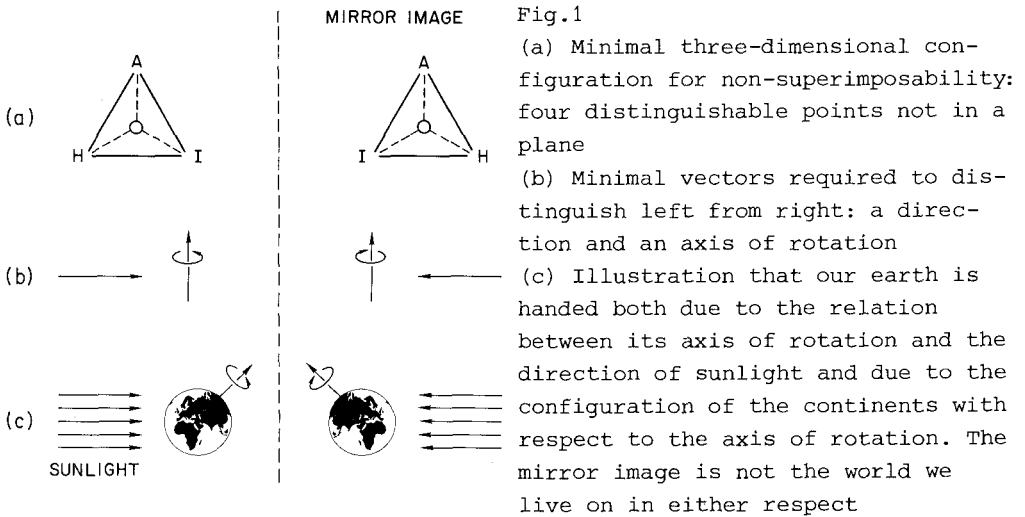 MIRROR IMAGE
(a)
A
H I
A
I H
(b)
(c)
SUNLIGHT
Fig.1
(a) Minimal three-dimensional con-
figuration for non-superimposability:
four distinguishable points not in a
plane
(b) Minimal vectors required to dis-
tinguish left from right: a direc-
tion and an axis of rotation
(c) Illustration that our earth is
handed both due to the relation
between its axis of rotation and the
direction of sunlight and due to the
configuration of the continents with
respect to the axis of rotation. The
mirror image is not the world we
live on in either respect